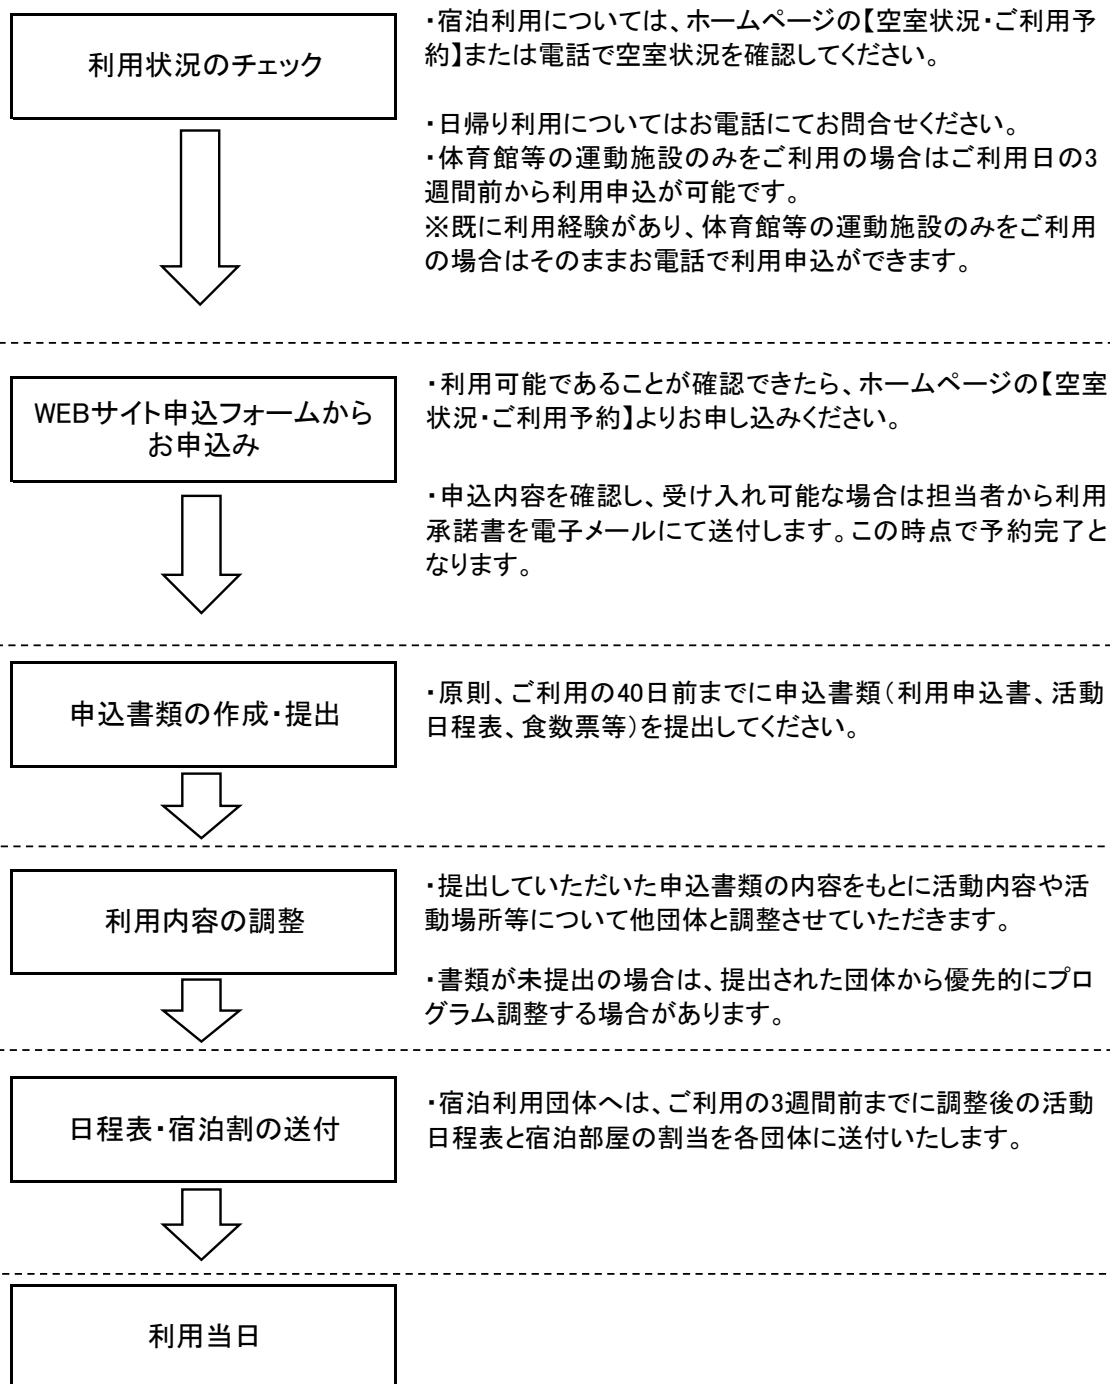 利用状況のチェック
・宿泊利用については、ホームページの【空室状況・ご利用予
約】または電話で空室状況を確認してください。
・日帰り利用についてはお電話にてお問合せください。
・体育館等の運動施設のみをご利用の場合はご利用日の3
週間前から利用申込が可能です。
※既に利用経験があり、体育館等の運動施設のみをご利用
の場合はそのままお電話で利用申込ができます。
WEBサイト申込フォームから
お申込み
・利用可能であることが確認できたら、ホームページの【空室
状況・ご利用予約】よりお申し込みください。
・申込内容を確認し、受け入れ可能な場合は担当者から利用
承諾書を電子メールにて送付します。この時点で予約完了と
なります。
申込書類の作成・提出
・原則、ご利用の40日前までに申込書類(利用申込書、活動
日程表、食数票等)を提出してください。
利用内容の調整
・提出していただいた申込書類の内容をもとに活動内容や活
動場所等について他団体と調整させていただきます。
・書類が未提出の場合は、提出された団体から優先的にプロ
グラム調整する場合があります。
日程表・宿泊割の送付
・宿泊利用団体へは、ご利用の3週間前までに調整後の活動
日程表と宿泊部屋の割当を各団体に送付いたします。
利用当日